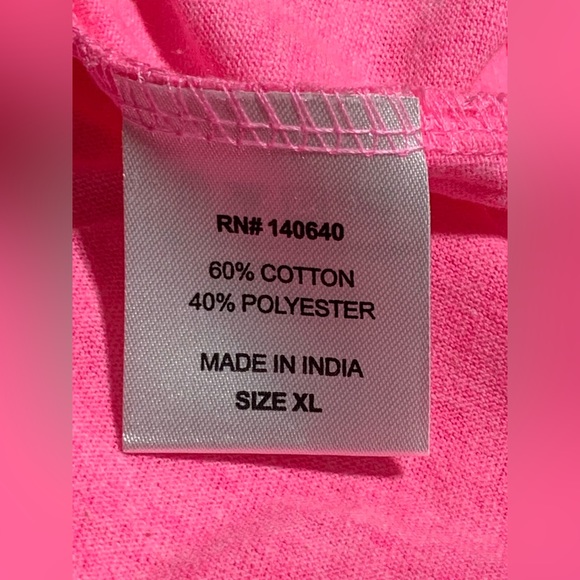 RN# 140640
60% COTTON
40% POLYESTER
MADE IN INDIA
SIZE XL